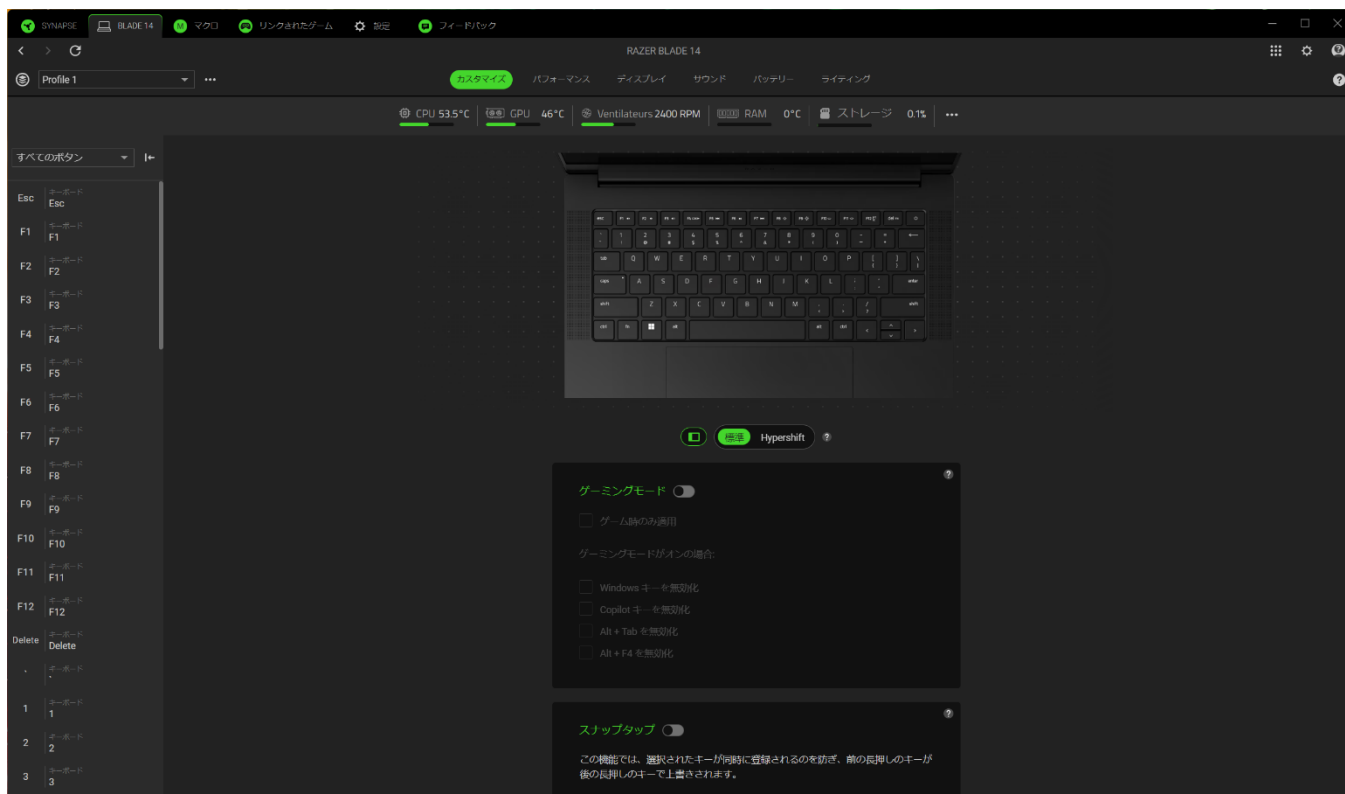 SYNAPSE BLADE 14 マクロ リンクされたゲーム 設定 フィードバック
RAZER BLADE 14
Profile 1 カスタマイズ パフォーマンス ディスプレイ サウンド バッテリー ライティング
CPU 53.5°C GPU 46°C Ventilateurs 2400 RPM RAM 0°C ストレージ 0.1%
すべてのボタン
Esc キーボード
Esc
F1 キーボード
F1
F2 キーボード
F2
F3 キーボード
F3
F4 キーボード
F4
F5 キーボード
F5
F6 キーボード
F6
F7 キーボード
F7
F8 キーボード
F8
F9 キーボード
F9
F10 キーボード
F10
F11 キーボード
F11
F12 キーボード
F12
Delete キーボード
Delete
` キーボード
`
1 キーボード
1
2 キーボード
2
3 キーボード
3
Q W E R T Y U I O P
A S D F G H J K L
Z X C V B N M
標準 Hypershift
ゲーミングモード
ゲーム時のみ適用
ゲーミングモードがオンの場合:
Windows キーを無効化
Copilot キーを無効化
Alt + Tab を無効化
Alt + F4 を無効化
スナップタップ
この機能では、選択されたキーが同時に登録されるのを防ぎ、前の長押しのキーが
後の長押しのキーで上書きされます。